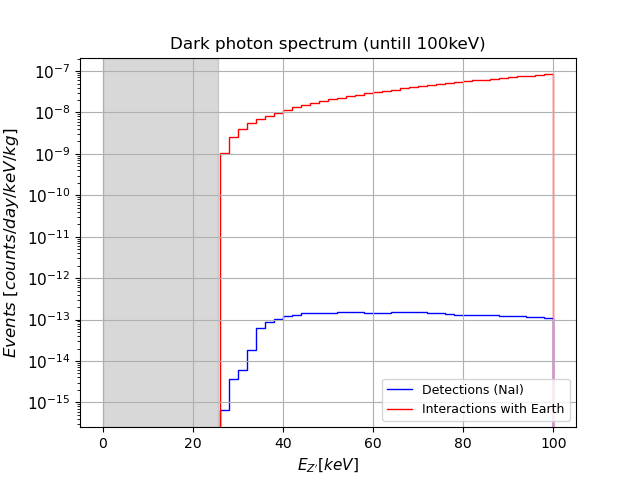 Dark photon spectrum (untill 100keV)
Events [counts/day/keV/kg]
10⁻⁷
10⁻⁸
10⁻⁹
10⁻¹⁰
10⁻¹¹
10⁻¹²
10⁻¹³
10⁻¹⁴
10⁻¹⁵
Detections (NaI)
Interactions with Earth
0 20 40 60 80 100
E_Z′[keV]